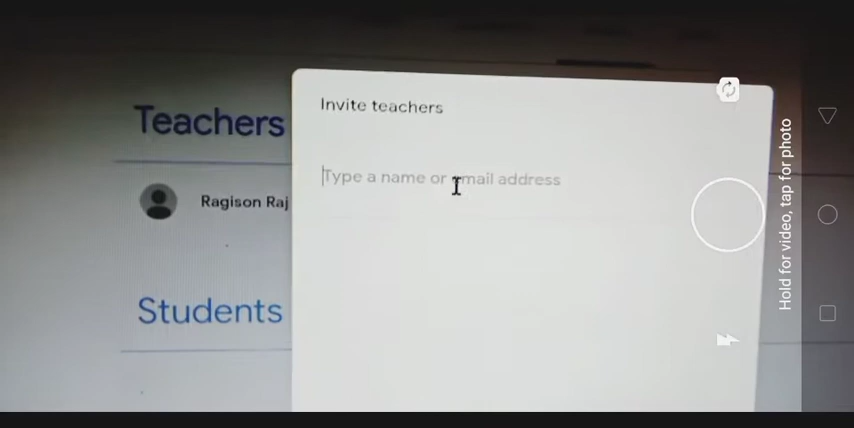 Invite teachers
Teachers
Type a name or email address
Ragison Raj
Students
Hold for video, tap for photo